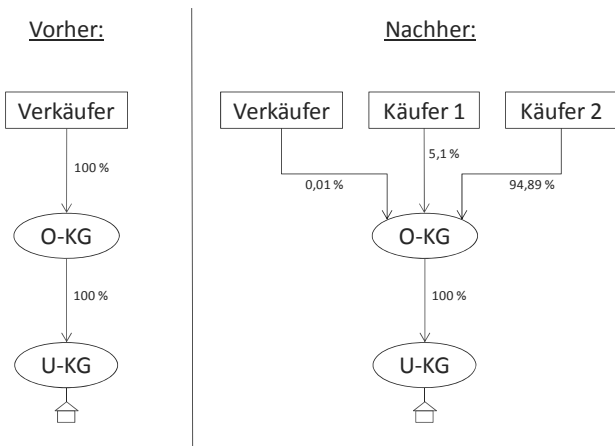 Vorher:
Nachher:
Verkäufer
Verkäufer
Käufer 1
Käufer 2
100 %
5,1 %
0,01 %
94,89 %
O-KG
O-KG
100 %
100 %
U-KG
U-KG